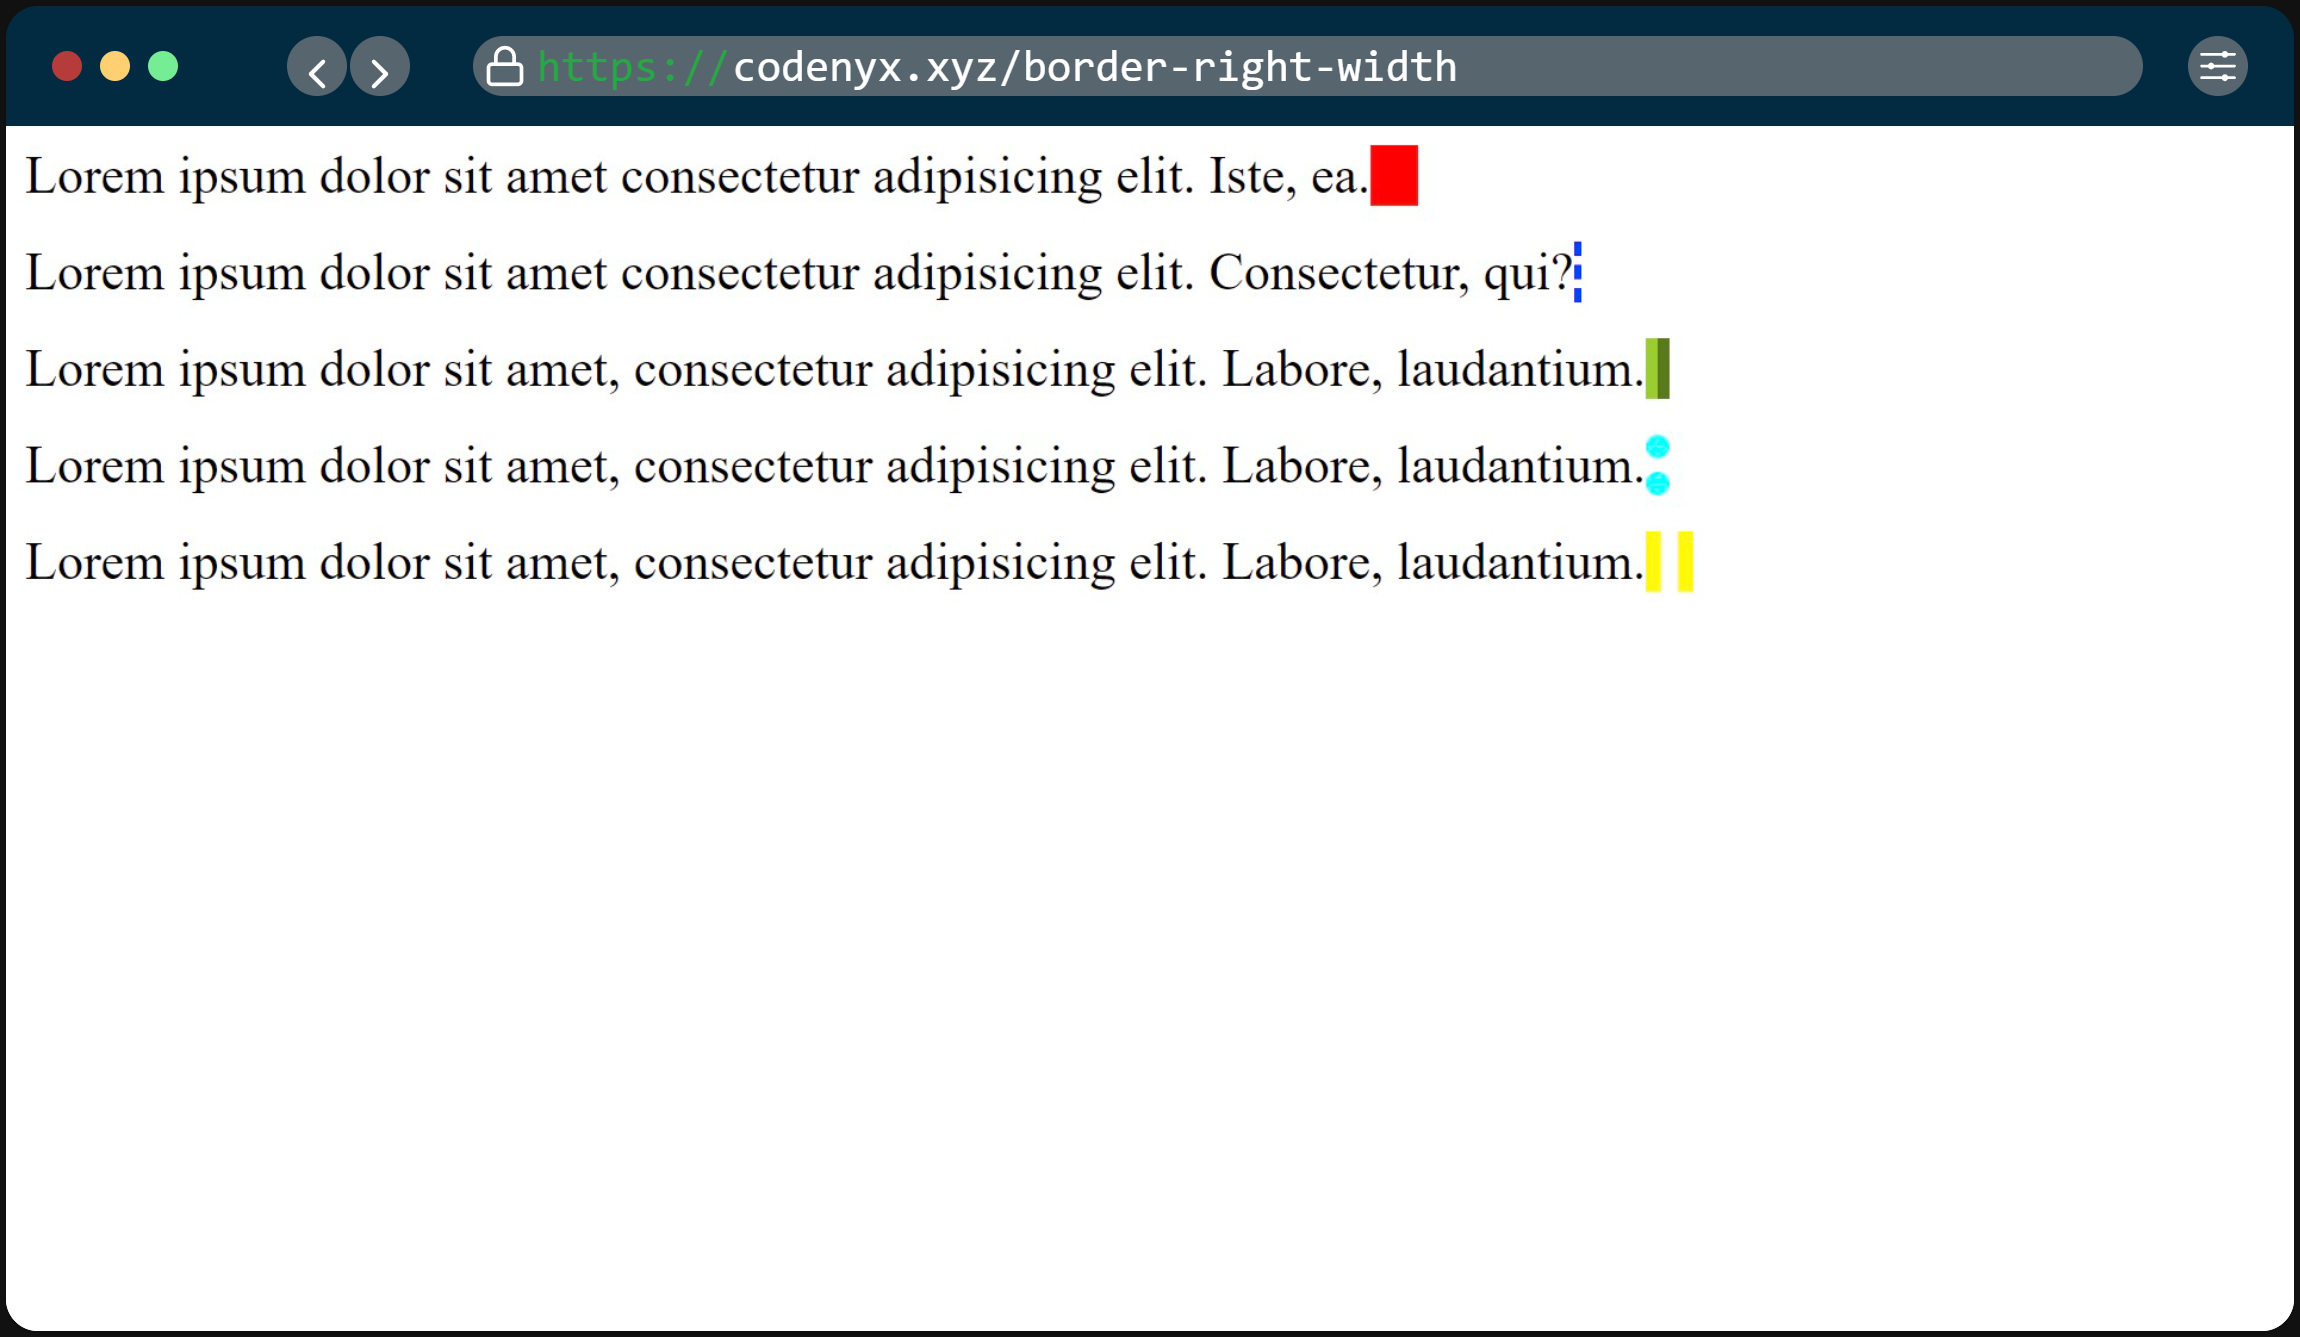 https://codenyx.xyz/border-right-width
Lorem ipsum dolor sit amet consectetur adipisicing elit. Iste, ea.
Lorem ipsum dolor sit amet consectetur adipisicing elit. Consectetur, qui?
Lorem ipsum dolor sit amet, consectetur adipisicing elit. Labore, laudantium.
Lorem ipsum dolor sit amet, consectetur adipisicing elit. Labore, laudantium.
Lorem ipsum dolor sit amet, consectetur adipisicing elit. Labore, laudantium.